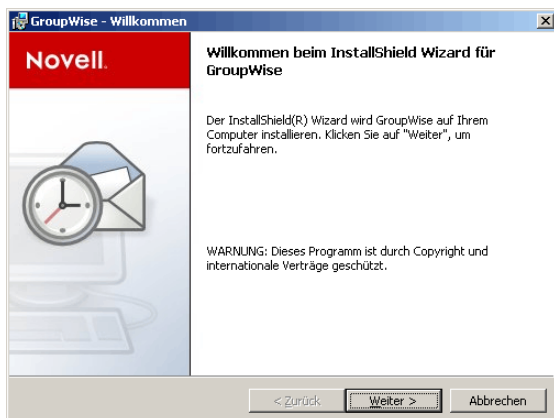 GroupWise - Willkommen
Novell.
Willkommen beim InstallShield Wizard für
GroupWise
Der InstallShield(R) Wizard wird GroupWise auf Ihrem
Computer installieren. Klicken Sie auf "Weiter", um
fortzufahren.
WARNUNG: Dieses Programm ist durch Copyright und
internationale Verträge geschützt.
< Zurück
Weiter >
Abbrechen